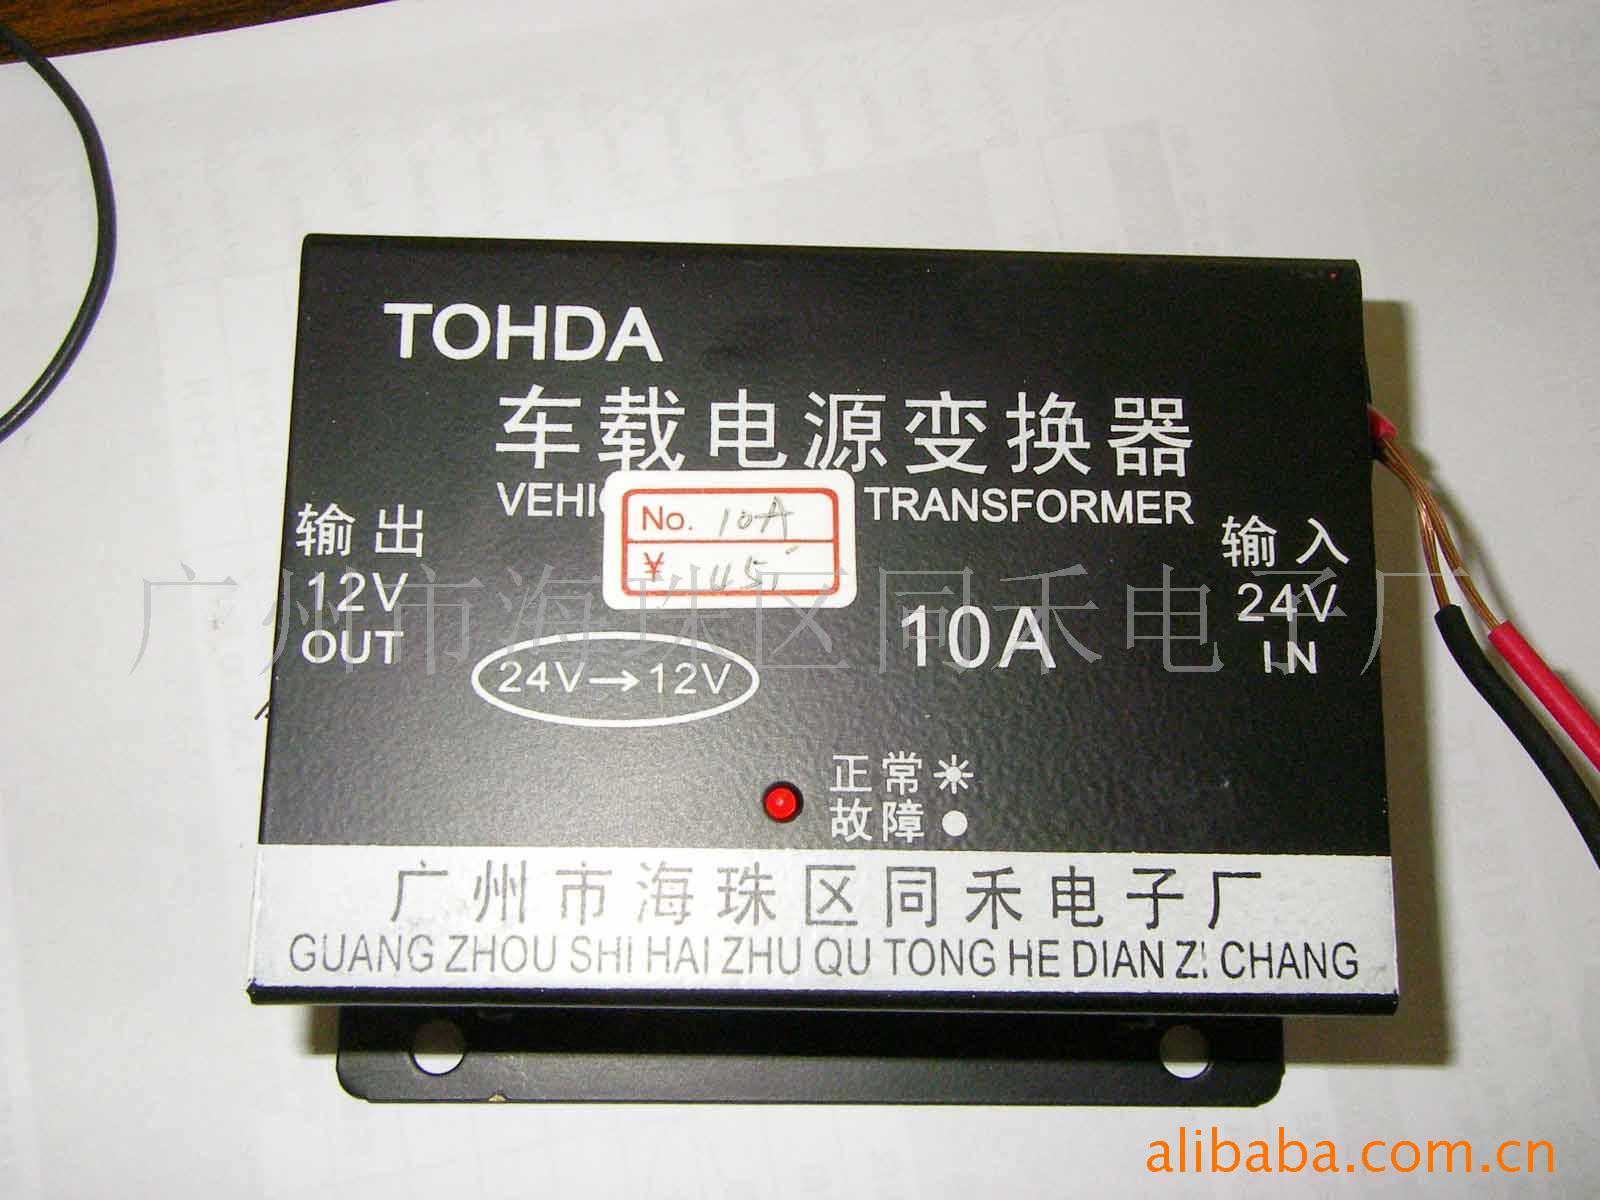 TOHDA
车载电源变换器
VEHIC TRANSFORMER
No. 10A
¥ 45
输出
12V
OUT
输入
24V
IN
10A
24V→12V
正常
故障
广州市海珠区同禾电子厂
广州市海珠区同禾电子厂
GUANG ZHOU SHI HAI ZHU QU TONG HE DIAN ZI CHANG
alibaba.com.cn